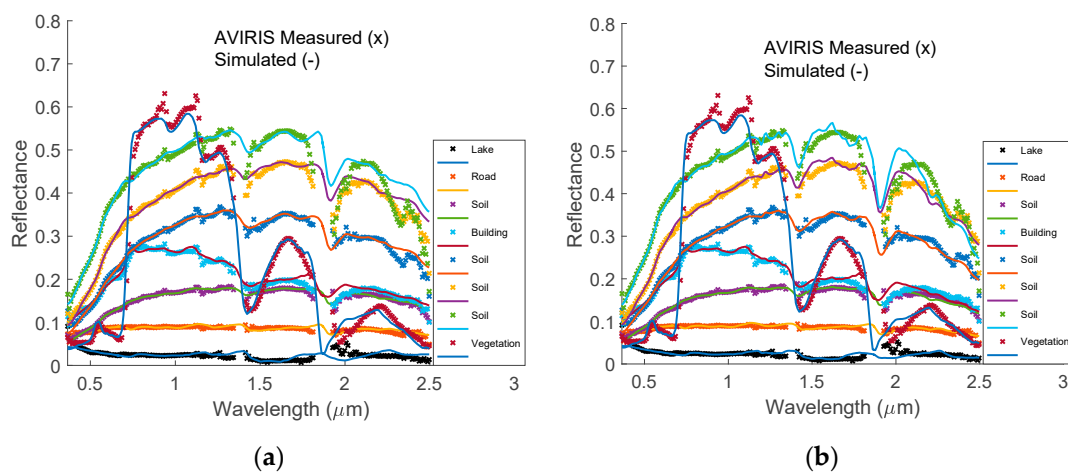 AVIRIS Measured (x)
Simulated (-)
Reflectance
0.8
0.7
0.6
0.5
0.4
0.3
0.2
0.1
0
0.5
1
1.5
2
2.5
3
Wavelength (μm)
Lake
Road
Soil
Building
Soil
Soil
Soil
Vegetation
(a)
AVIRIS Measured (x)
Simulated (-)
Reflectance
0.8
0.7
0.6
0.5
0.4
0.3
0.2
0.1
0
0.5
1
1.5
2
2.5
3
Wavelength (μm)
Lake
Road
Soil
Building
Soil
Soil
Soil
Vegetation
(b)